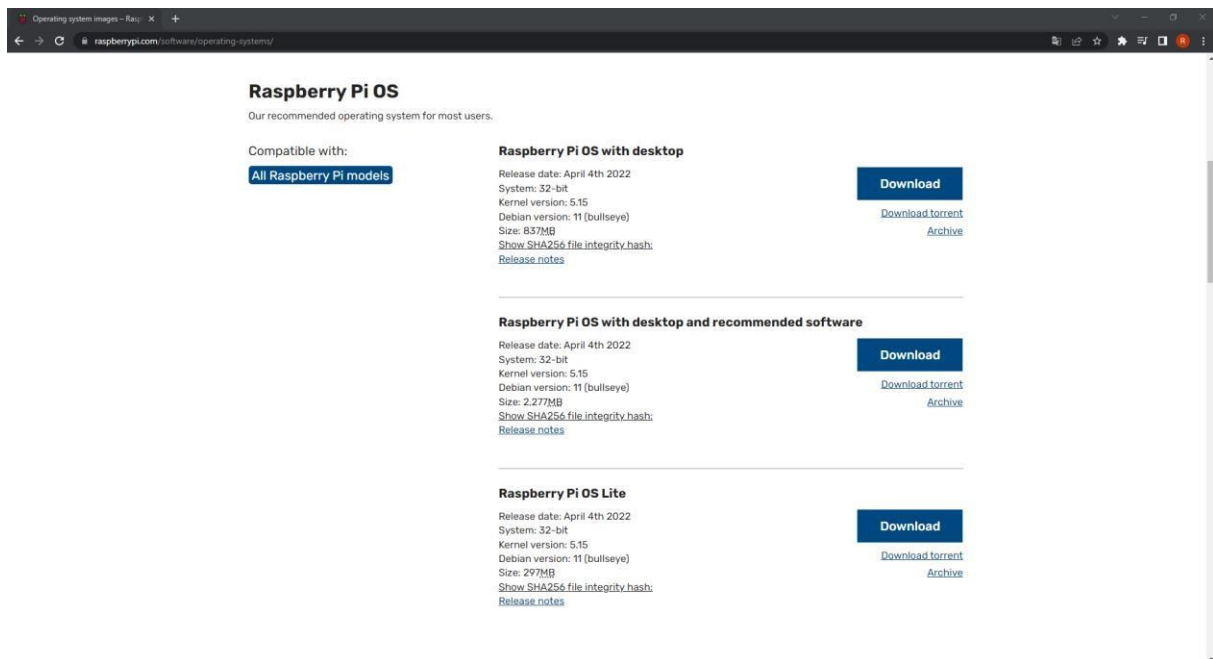 Operating system images – Rasp
raspberrypi.com/software/operating-systems/
R
Raspberry Pi OS
Our recommended operating system for most users.
Compatible with:
All Raspberry Pi models
Raspberry Pi OS with desktop
Release date: April 4th 2022
System: 32-bit
Kernel version: 5.15
Debian version: 11 (bullseye)
Size: 837MB
Show SHA256 file integrity hash:
Release notes
Download
Download torrent
Archive
Raspberry Pi OS with desktop and recommended software
Release date: April 4th 2022
System: 32-bit
Kernel version: 5.15
Debian version: 11 (bullseye)
Size: 2,277MB
Show SHA256 file integrity hash:
Release notes
Download
Download torrent
Archive
Raspberry Pi OS Lite
Release date: April 4th 2022
System: 32-bit
Kernel version: 5.15
Debian version: 11 (bullseye)
Size: 297MB
Show SHA256 file integrity hash:
Release notes
Download
Download torrent
Archive